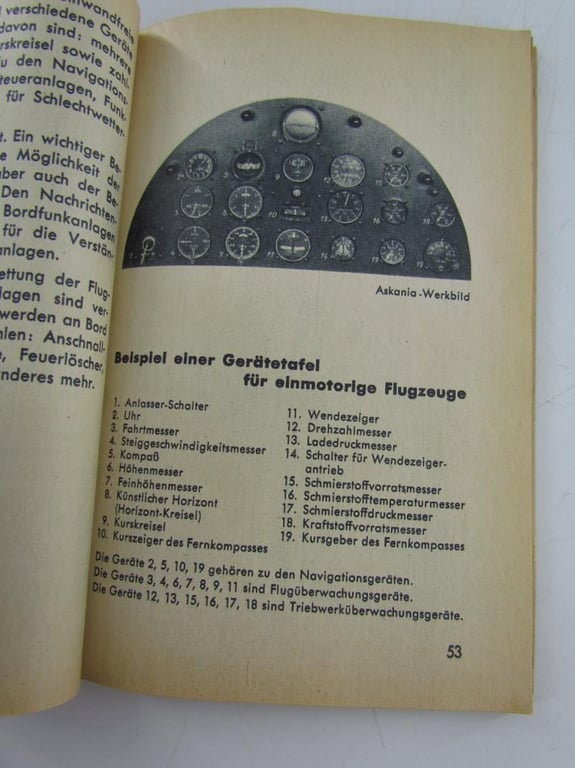 einwandfreie
verschiedene Geräte
davon sind: mehrere
Kurskreisel sowie zahl-
zu den Navigations-
steueranlagen, Funk-
für Schlechtwetter-
t. Ein wichtiger Be-
e Möglichkeit der
aber auch der Be-
Den Nachrichten-
Bordfunkanlagen
für die Verstän-
anlagen.
ettung der Flug-
lagen sind ver-
werden an Bord
hlen: Anschnall-
e, Feuerlöscher,
anderes mehr.
Askania-Werkbild
Beispiel einer Gerätetafel
für einmotorige Flugzeuge
1. Anlasser-Schalter
2. Uhr
3. Fahrtmesser
4. Steiggeschwindigkeitsmesser
5. Kompaß
6. Höhenmesser
7. Feinhöhenmesser
8. Künstlicher Horizont
(Horizont-Kreisel)
9. Kurskreisel
10. Kurszeiger des Fernkompasses
11. Wendezeiger
12. Drehzahlmesser
13. Ladedruckmesser
14. Schalter für Wendezeiger-
antrieb
15. Schmierstoffvorratsmesser
16. Schmierstofftemperaturmesser
17. Schmierstoffdruckmesser
18. Kraftstoffvorratsmesser
19. Kursgeber des Fernkompasses
Die Geräte 2, 5, 10, 19 gehören zu den Navigationsgeräten.
Die Geräte 3, 4, 6, 7, 8, 9, 11 sind Flugüberwachungsgeräte.
Die Geräte 12, 13, 15, 16, 17, 18 sind Triebwerküberwachungsgeräte.
53